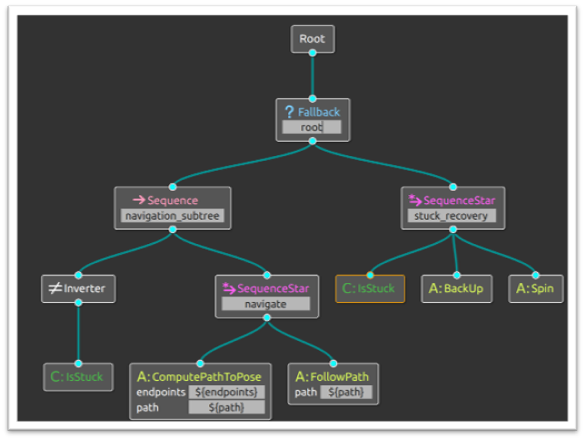 Root
? Fallback
root
→ Sequence
navigation_subtree
SequenceStar
stuck_recovery
≠ Inverter
SequenceStar
navigate
C: IsStuck
A: BackUp
A: Spin
C: IsStuck
A: ComputePathToPose
endpoints ${endpoints}
path ${path}
A: FollowPath
path ${path}